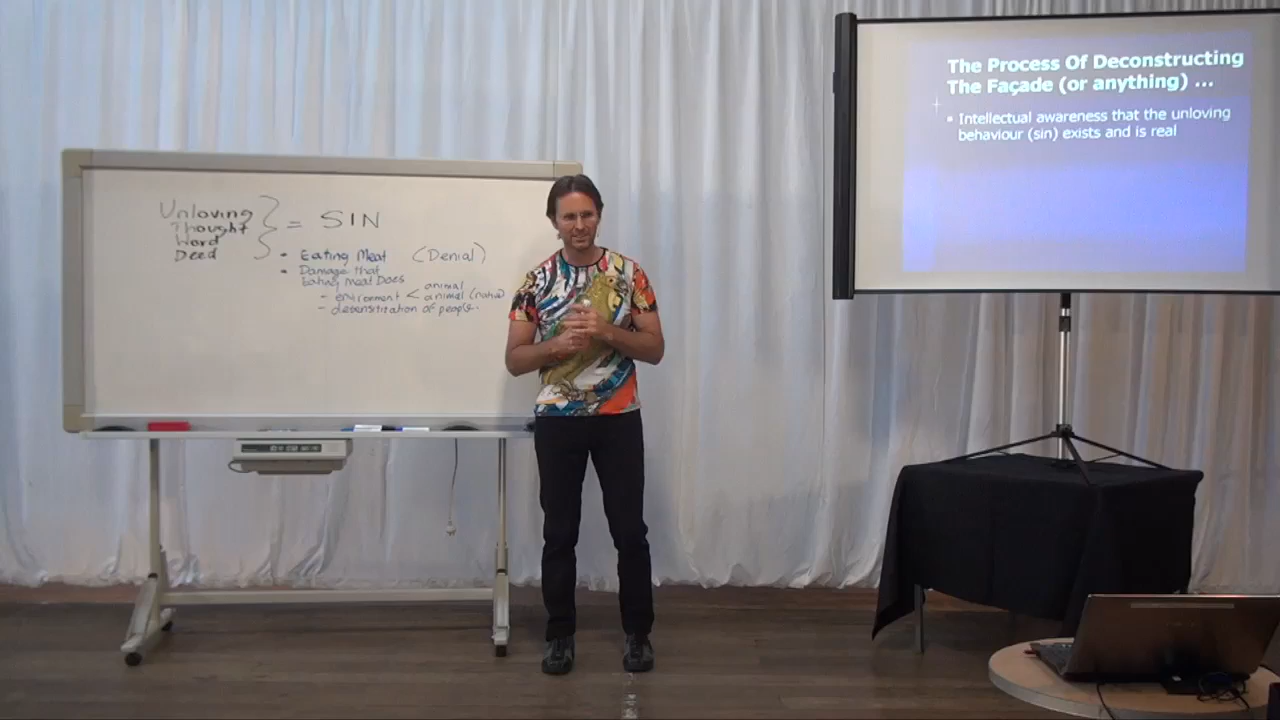 Unloving
Thought
Word
Deed
= SIN
• Eating Meat (Denial)
• Damage that
Eating Meat Does
- environment < animal
animal (native)
- desensitization of people.
The Process Of Deconstructing
The Façade (or anything) ...
• Intellectual awareness that the unloving
behaviour (sin) exists and is real